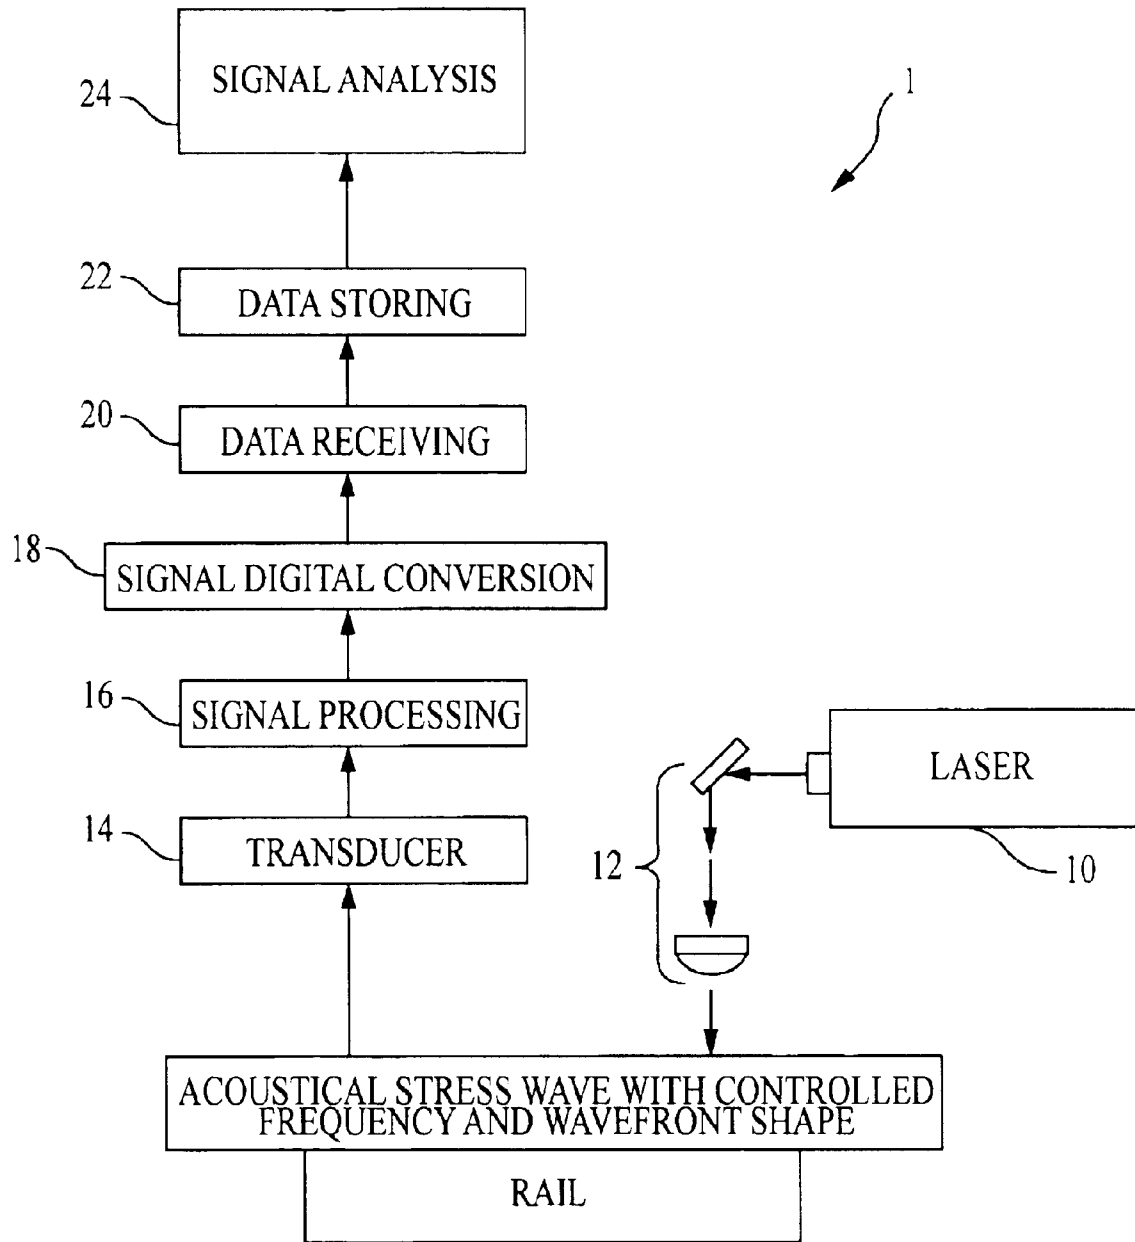 SIGNAL ANALYSIS
24
1
22
DATA STORING
20
DATA RECEIVING
18
SIGNAL DIGITAL CONVERSION
16
SIGNAL PROCESSING
LASER
14
TRANSDUCER
12
10
ACOUSTICAL STRESS WAVE WITH CONTROLLED
FREQUENCY AND WAVEFRONT SHAPE
RAIL